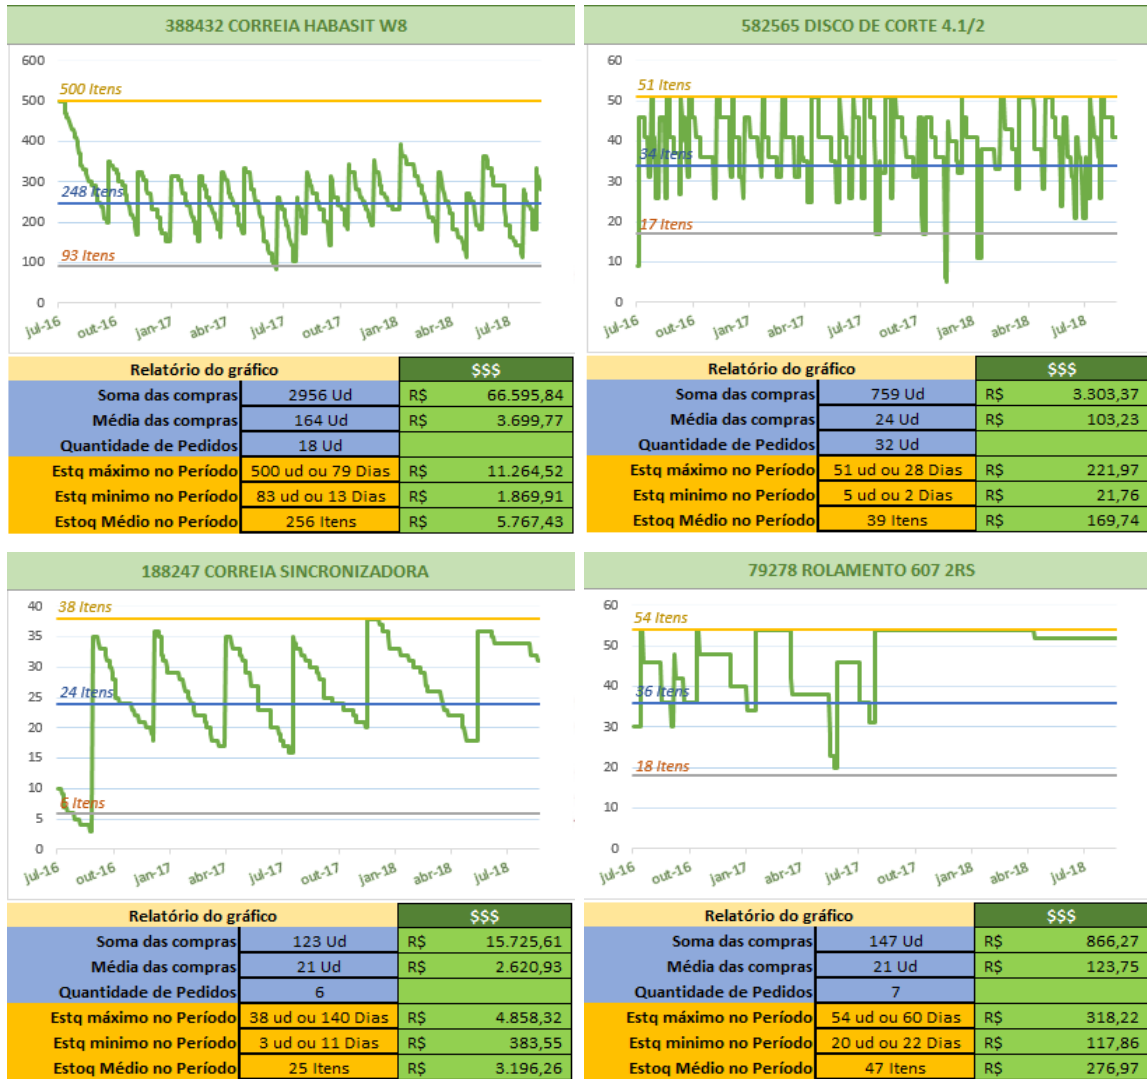 388432 CORREIA HABASIT W8
600
500 Itens
500
400
300
248 Itens
200
93 Itens
100
0
jul-16 out-16 jan-17 abr-17 jul-17 out-17 jan-18 abr-18 jul-18
Relatório do gráfico $$$
Soma das compras 2956 Ud R$ 66.595,84
Média das compras 164 Ud R$ 3.699,77
Quantidade de Pedidos 18 Ud
Estq máximo no Período 500 ud ou 79 Dias R$ 11.264,52
Estq minimo no Período 83 ud ou 13 Dias R$ 1.869,91
Estoq Médio no Período 256 Itens R$ 5.767,43
582565 DISCO DE CORTE 4.1/2
60
51 Itens
50
40
34 Itens
30
20
17 Itens
10
0
jul-16 out-16 jan-17 abr-17 jul-17 out-17 jan-18 abr-18 jul-18
Relatório do gráfico $$$
Soma das compras 759 Ud R$ 3.303,37
Média das compras 24 Ud R$ 103,23
Quantidade de Pedidos 32 Ud
Estq máximo no Período 51 ud ou 28 Dias R$ 221,97
Estq minimo no Período 5 ud ou 2 Dias R$ 21,76
Estoq Médio no Período 39 Itens R$ 169,74
188247 CORREIA SINCRONIZADORA
40
38 Itens
35
30
24 Itens
25
20
15
10
6 Itens
5
0
jul-16 out-16 jan-17 abr-17 jul-17 out-17 jan-18 abr-18 jul-18
Relatório do gráfico $$$
Soma das compras 123 Ud R$ 15.725,61
Média das compras 21 Ud R$ 2.620,93
Quantidade de Pedidos 6
Estq máximo no Período 38 ud ou 140 Dias R$ 4.858,32
Estq minimo no Período 3 ud ou 11 Dias R$ 383,55
Estoq Médio no Período 25 Itens R$ 3.196,26
79278 ROLAMENTO 607 2RS
60
54 Itens
50
40
36 Itens
30
20
18 Itens
10
0
jul-16 out-16 jan-17 abr-17 jul-17 out-17 jan-18 abr-18 jul-18
Relatório do gráfico $$$
Soma das compras 147 Ud R$ 866,27
Média das compras 21 Ud R$ 123,75
Quantidade de Pedidos 7
Estq máximo no Período 54 ud ou 60 Dias R$ 318,22
Estq minimo no Período 20 ud ou 22 Dias R$ 117,86
Estoq Médio no Período 47 Itens R$ 276,97